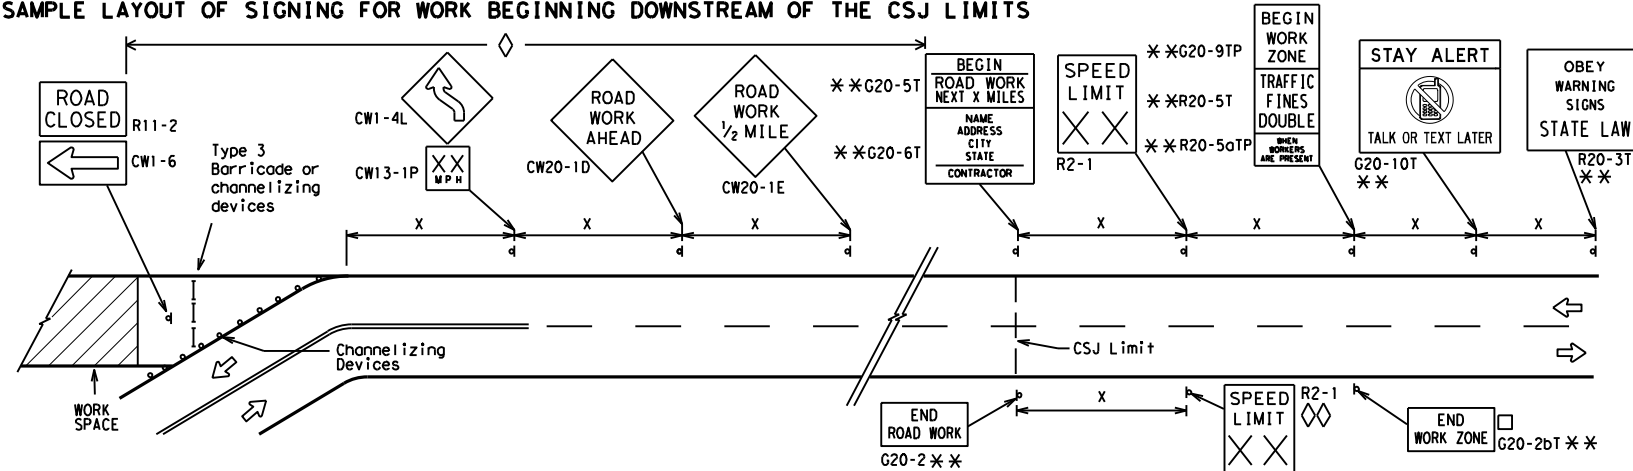 SAMPLE LAYOUT OF SIGNING FOR WORK BEGINNING DOWNSTREAM OF THE CSJ LIMITS
ROAD
CLOSED
R11-2
CW1-6
Type 3
Barricade or
channelizing
devices
CW1-4L
CW13-1P
XX
MPH
ROAD
WORK
AHEAD
CW20-1D
ROAD
WORK
½ MILE
CW20-1E
**G20-5T
**G20-6T
BEGIN
ROAD WORK
NEXT X MILES
NAME
ADDRESS
CITY
STATE
CONTRACTOR
SPEED
LIMIT
XX
R2-1
**G20-9TP
**R20-5T
**R20-5aTP
BEGIN
WORK
ZONE
TRAFFIC
FINES
DOUBLE
WHEN
WORKERS
ARE PRESENT
STAY ALERT
TALK OR TEXT LATER
G20-10T
**
OBEY
WARNING
SIGNS
STATE LAW
R20-3T
**
X
X
X
X
X
X
X
Channelizing
Devices
CSJ Limit
WORK
SPACE
X
END
ROAD WORK
G20-2**
SPEED
LIMIT
XX
R2-1
END
WORK ZONE
G20-2bT **